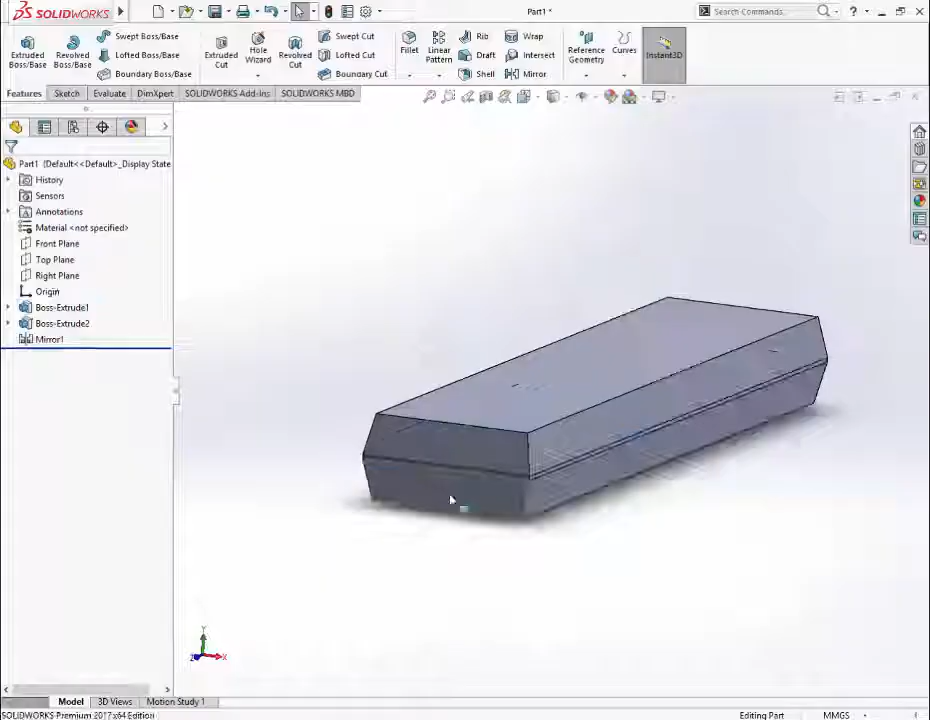 SOLIDWORKS
Part1 *
Search Commands...
Extruded Boss/Base
Revolved Boss/Base
Swept Boss/Base
Lofted Boss/Base
Boundary Boss/Base
Extruded Cut
Hole Wizard
Revolved Cut
Swept Cut
Lofted Cut
Boundary Cut
Fillet
Linear Pattern
Rib
Draft
Shell
Wrap
Intersect
Mirror
Reference Geometry
Curves
Instant3D
Features
Sketch
Evaluate
DimXpert
SOLIDWORKS Add-Ins
SOLIDWORKS MBD
Part1 (Default<<Default>_Display State
History
Sensors
Annotations
Material <not specified>
Front Plane
Top Plane
Right Plane
Origin
Boss-Extrude1
Boss-Extrude2
Mirror1
Y
Z
X
Model
3D Views
Motion Study 1
SOLIDWORKS Premium 2017 x64 Edition
Editing Part
MMGS